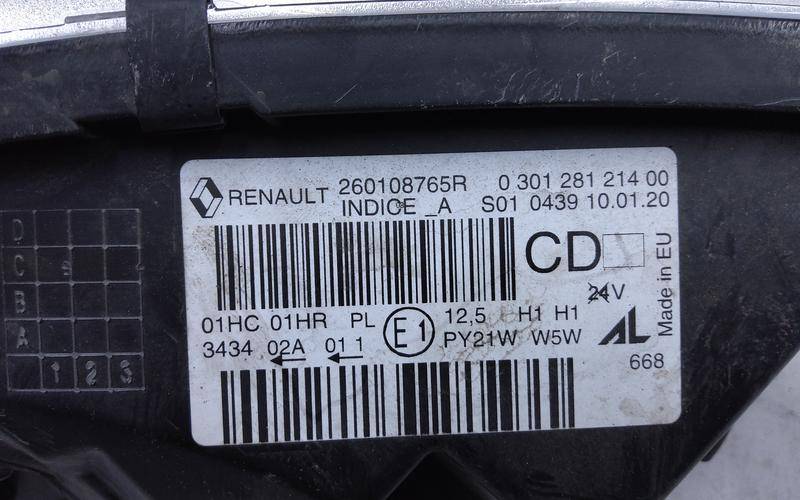 RENAULT 260108765R 0 301 281 214 00
INDICE _A S01 0439 10.01.20
CD
Made in EU
24V
01HC 01HR PL E1 12,5 H1 H1
3434 02A 01 1 PY21W W5W AL
668
D
C
B
A
1 2 3